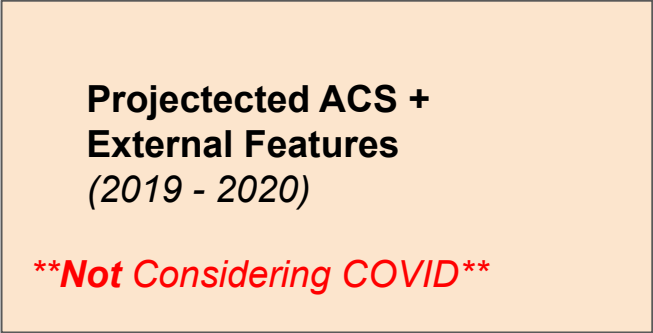 Projectected ACS +
External Features
(2019 - 2020)
**Not Considering COVID**